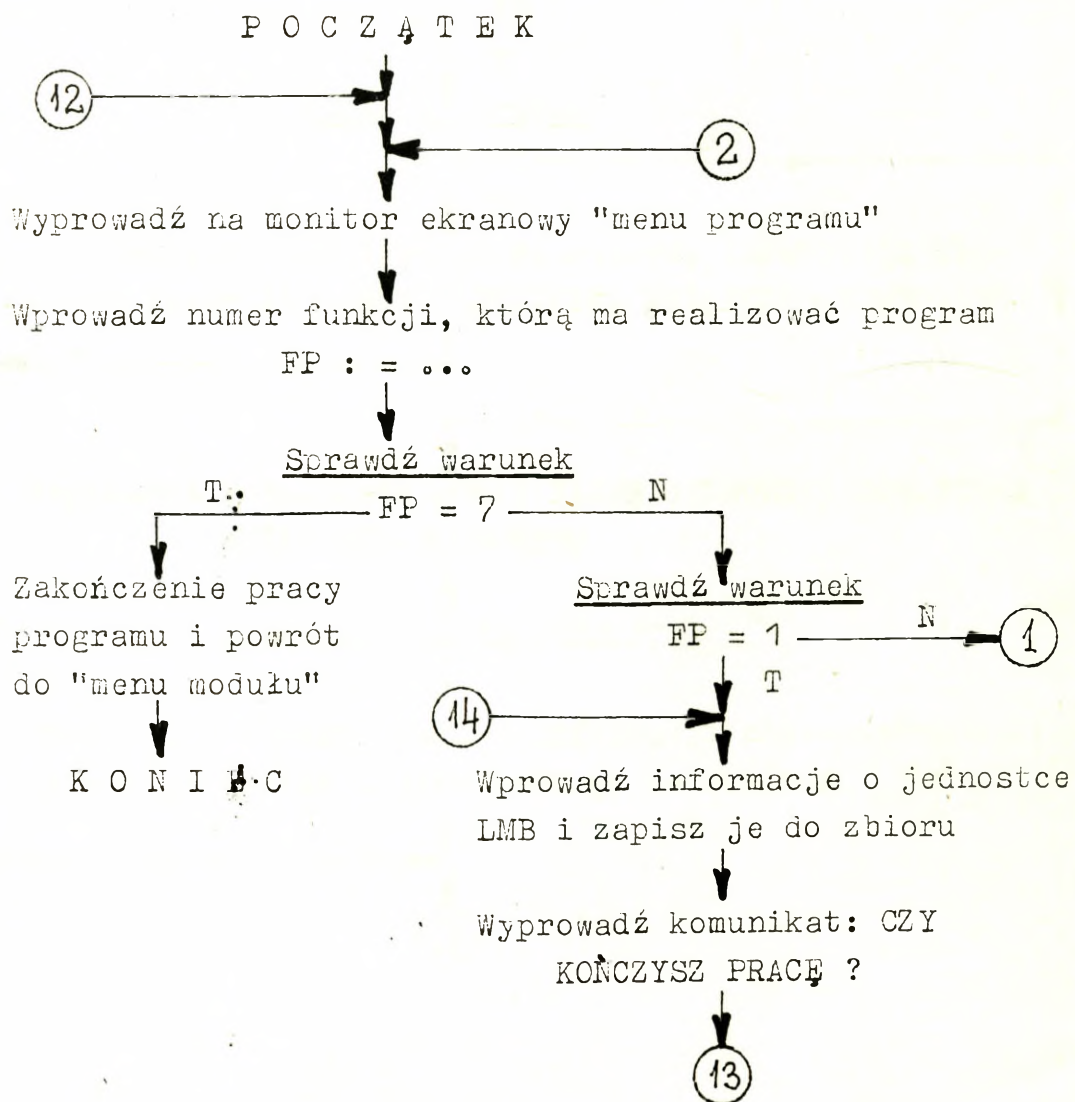 P O C Z Ą T E K
12
2
Wyprowadź na monitor ekranowy "menu programu"
Wprowadź numer funkcji, którą ma realizować program
FP : = ...
Sprawdź warunek
T
FP = 7
N
Zakończenie pracy
programu i powrót
do "menu modułu"
K O N I E C
Sprawdź warunek
FP = 1
N
1
T
14
Wprowadź informacje o jednostce
LMB i zapisz je do zbioru
Wyprowadź komunikat: CZY
KOŃCZYSZ PRACĘ ?
13